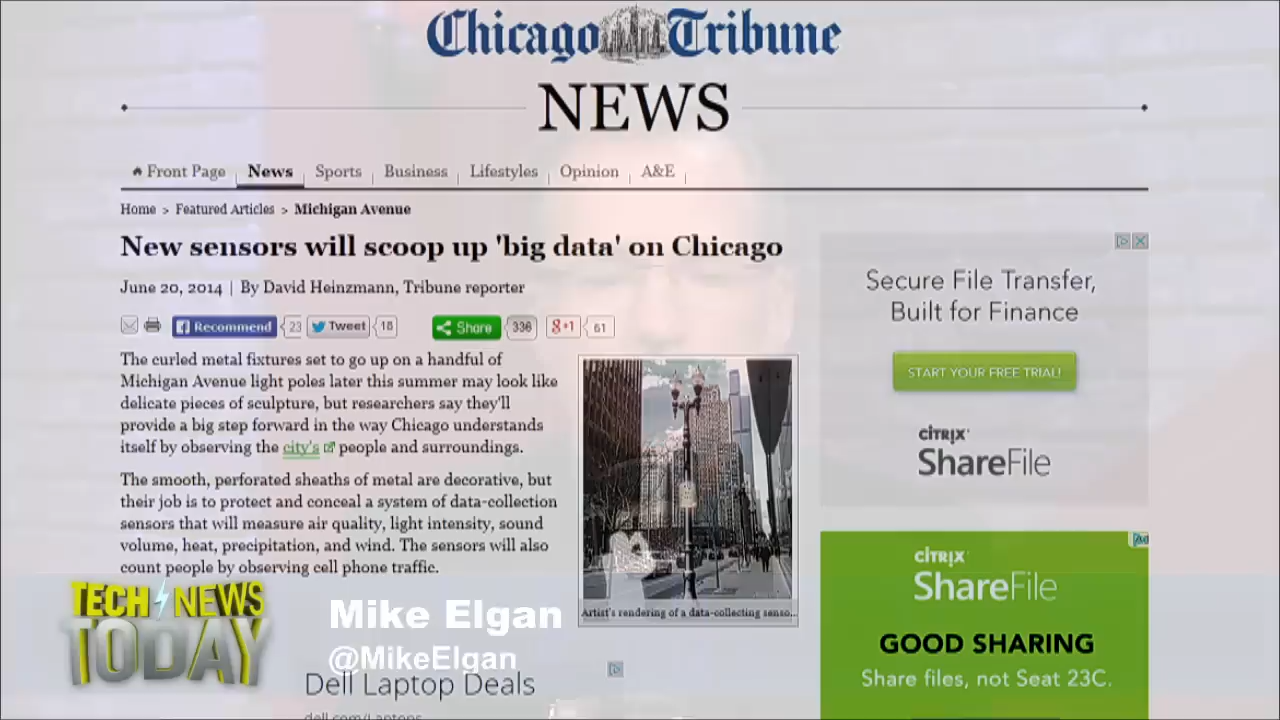 Chicago Tribune
NEWS
Front Page News Sports Business Lifestyles Opinion A&E
Home > Featured Articles > Michigan Avenue
New sensors will scoop up 'big data' on Chicago
June 20, 2014 | By David Heinzmann, Tribune reporter
Recommend 23 Tweet 18 Share 336 +1 61
The curled metal fixtures set to go up on a handful of
Michigan Avenue light poles later this summer may look like
delicate pieces of sculpture, but researchers say they'll
provide a big step forward in the way Chicago understands
itself by observing the city's people and surroundings.
The smooth, perforated sheaths of metal are decorative, but
their job is to protect and conceal a system of data-collection
sensors that will measure air quality, light intensity, sound
volume, heat, precipitation, and wind. The sensors will also
count people by observing cell phone traffic.
Artist's rendering of a data-collecting senso...
Secure File Transfer,
Built for Finance
START YOUR FREE TRIAL!
CİTRIX
ShareFile
CİTRIX
ShareFile
GOOD SHARING
Share files, not Seat 23C.
TECH NEWS
TODAY
Mike Elgan
@MikeElgan
Dell Laptop Deals
dell.com/Laptops